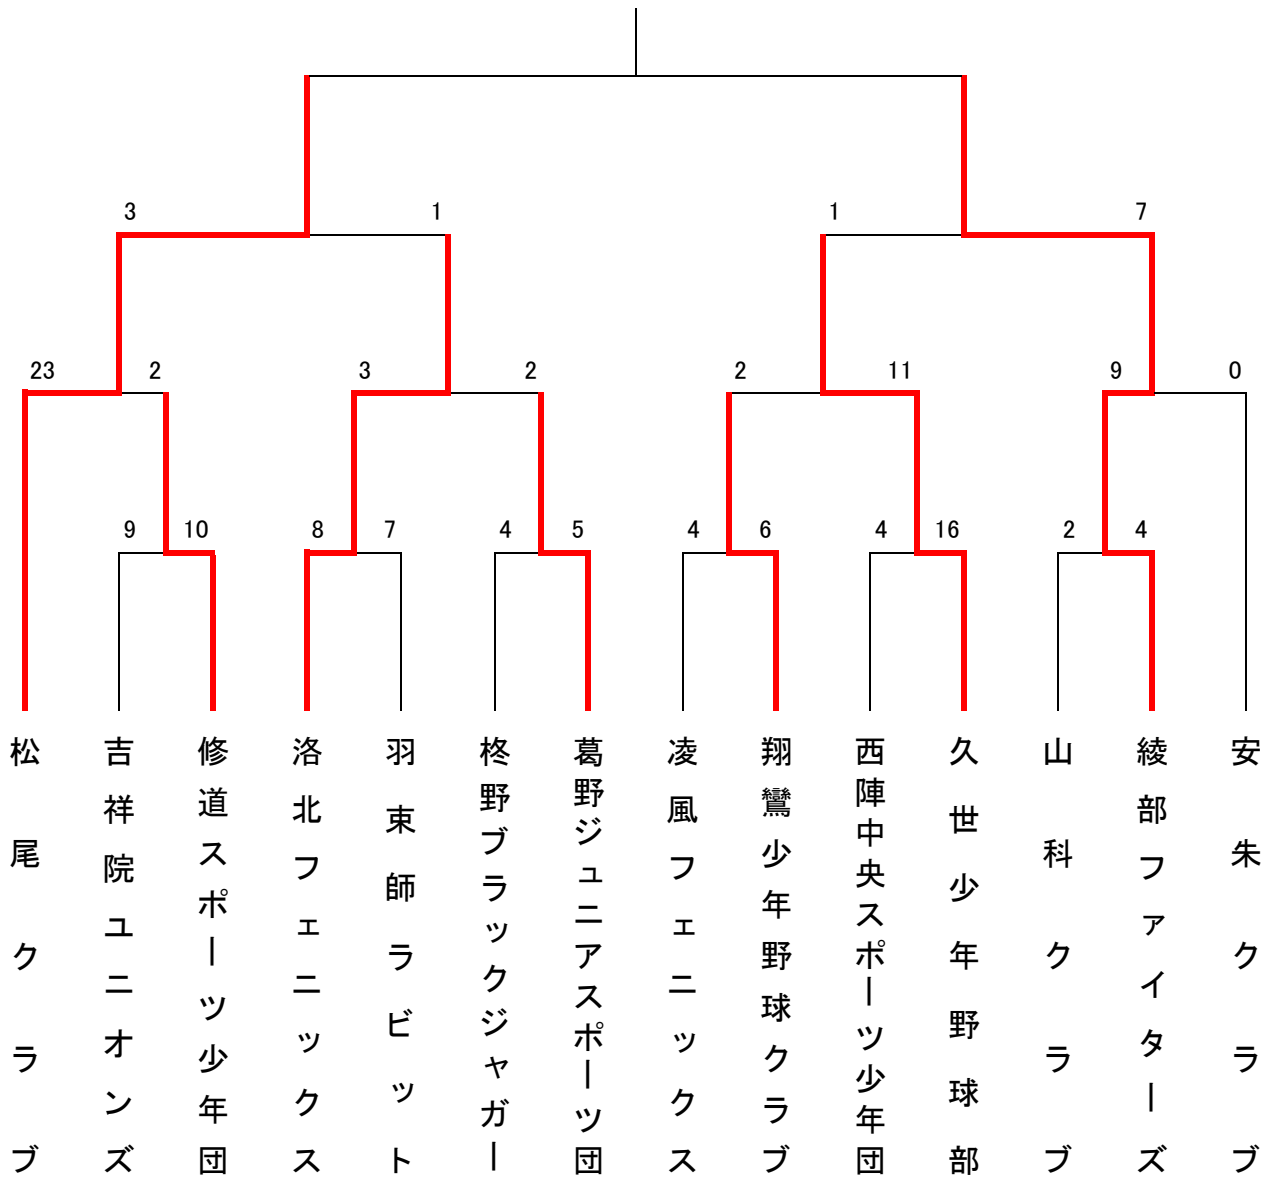 3 1 1 7
23 2 3 2 2 11 9 0
9 10 8 7 4 5 4 6 4 16 2 4
松尾クラブ
吉祥院ユニオンズ
修道スポーツ少年団
洛北フェニックス
羽束師ラビット
柊野ブラックジャガー
葛野ジュニアスポーツ団
凌風フェニックス
翔鸞少年野球クラブ
西陣中央スポーツ少年団
久世少年野球部
山科クラブ
綾部ファイターズ
安朱クラブ